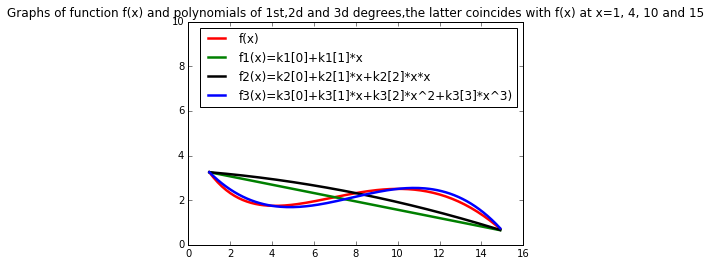 Graphs of function f(x) and polynomials of 1st,2d and 3d degrees,the latter coincides with f(x) at x=1, 4, 10 and 15
10
f(x)
f1(x)=k1[0]+k1[1]*x
8
f2(x)=k2[0]+k2[1]*x+k2[2]*x*x
f3(x)=k3[0]+k3[1]*x+k3[2]*x^2+k3[3]*x^3)
6
4
2
0
0 2 4 6 8 10 12 14 16